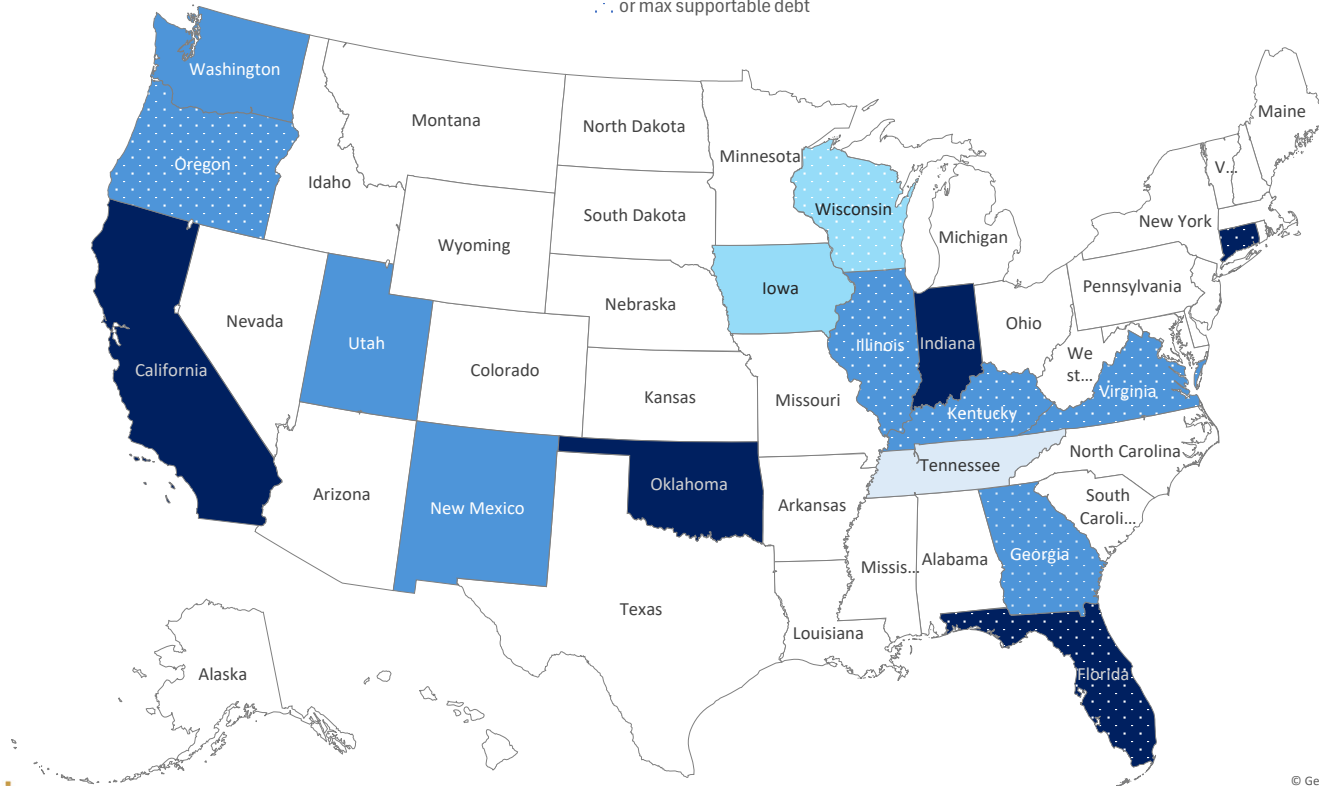 or max supportable debt
Washington
Montana
North Dakota
Minnesota
Maine
Oregon
Idaho
V...
South Dakota
Wisconsin
New York
Wyoming
Michigan
Iowa
Pennsylvania
Nebraska
Nevada
Ohio
Utah
Illinois
Indiana
We
st...
California
Colorado
Kansas
Missouri
Kentucky
Virginia
North Carolina
Tennessee
Oklahoma
Arizona
New Mexico
Arkansas
South
Caroli...
Georgia
Missis...
Alabama
Texas
Louisiana
Alaska
Florida
© Ge